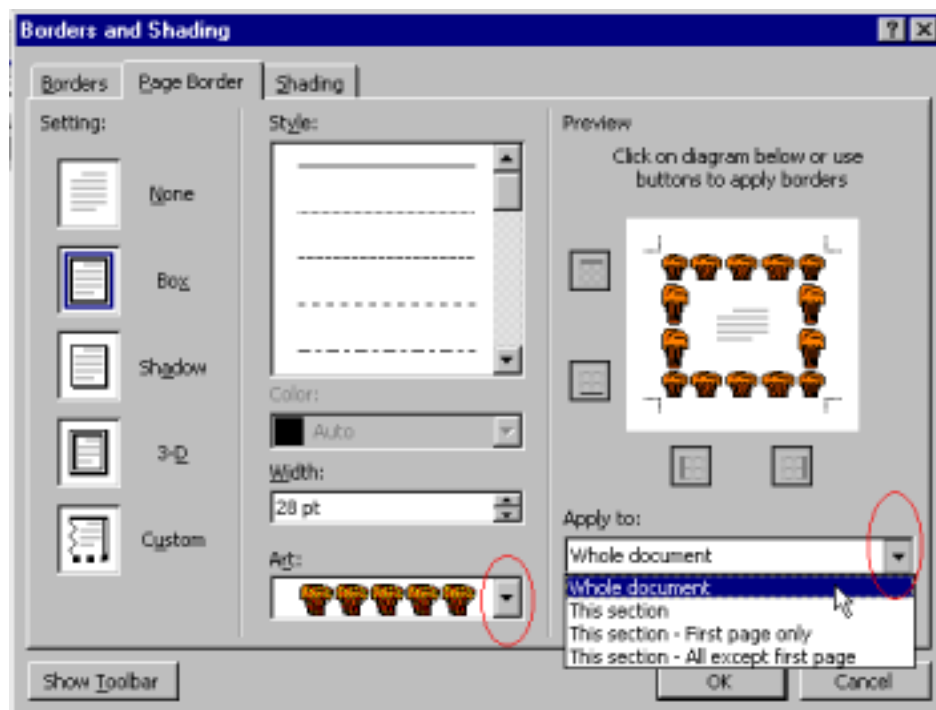 Borders and Shading
Borders
Page Border
Shading
Setting:
None
Box
Shadow
3-D
Custom
Style:
Color:
Auto
Width:
28 pt
Art:
Preview
Click on diagram below or use
buttons to apply borders
Apply to:
Whole document
Whole document
This section
This section - First page only
This section - All except first page
Show Toolbar
OK
Cancel